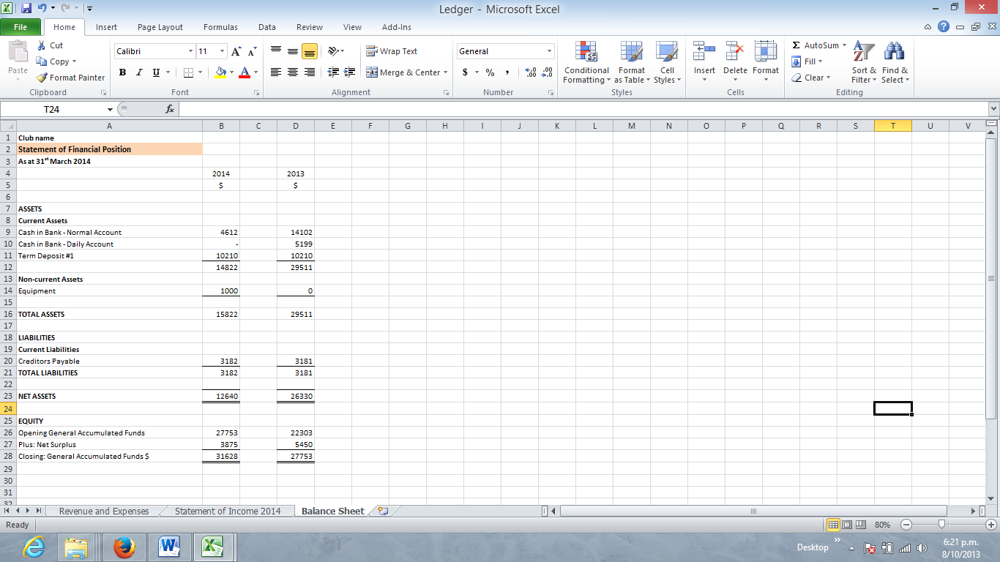 Ledger - Microsoft Excel
File Home Insert Page Layout Formulas Data Review View Add-Ins
Paste
Cut
Copy
Format Painter
Calibri 11
B I U
Wrap Text
Merge & Center
General
$ % ,
Conditional Formatting
Format as Table
Cell Styles
Insert Delete Format
AutoSum
Fill
Clear
Sort & Filter
Find & Select
Clipboard Font Alignment Number Styles Cells Editing
T24 fx
A B C D E F G H I J K L M N O P Q R S T U V
1 Club name
2 Statement of Financial Position
3 As at 31st March 2014
4 2014 2013
5 $ $
6
7 ASSETS
8 Current Assets
9 Cash in Bank - Normal Account 4612 14102
10 Cash in Bank - Daily Account - 5199
11 Term Deposit #1 10210 10210
12 14822 29511
13 Non-current Assets
14 Equipment 1000 0
15
16 TOTAL ASSETS 15822 29511
17
18 LIABILITIES
19 Current Liabilities
20 Creditors Payable 3182 3181
21 TOTAL LIABILITIES 3182 3181
22
23 NET ASSETS 12640 26330
24
25 EQUITY
26 Opening General Accumulated Funds 27753 22303
27 Plus: Net Surplus 3875 5450
28 Closing: General Accumulated Funds $ 31628 27753
29
30
31
32
Revenue and Expenses Statement of Income 2014 Balance Sheet
Ready 80%
Desktop 6:21 p.m.
8/10/2013